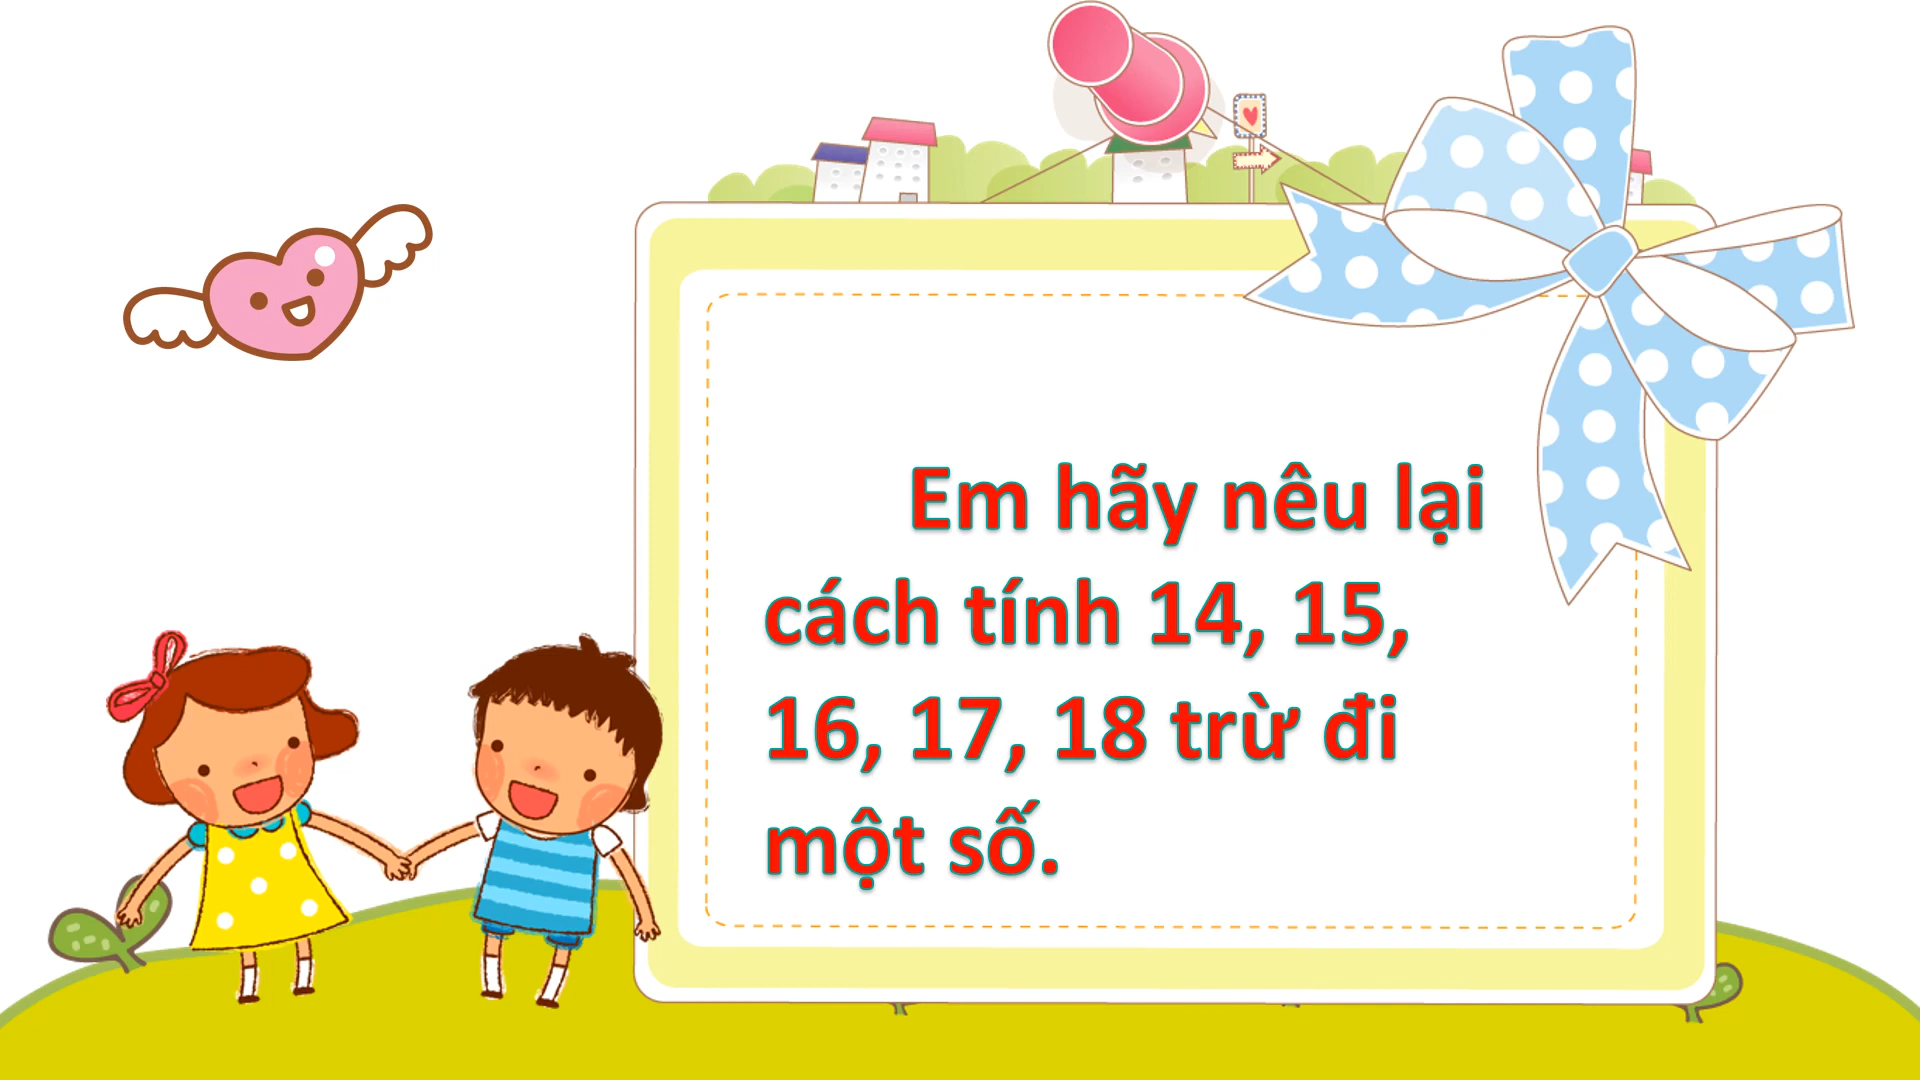 Em hãy nêu lại
cách tính 14, 15,
16, 17, 18 trừ đi
một số.